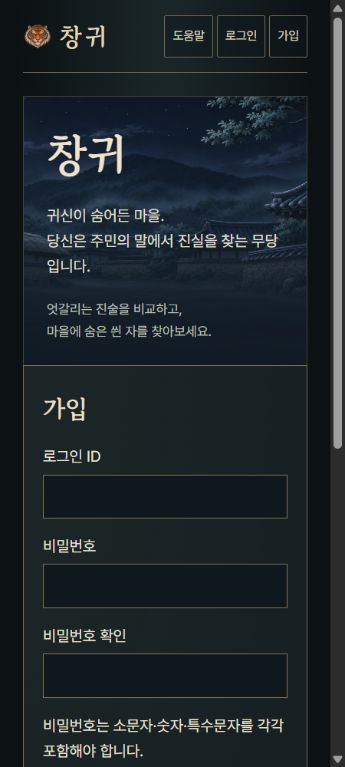 창귀
도움말
로그인
가입
창귀
귀신이 숨어든 마을.
당신은 주민의 말에서 진실을 찾는 무당
입니다.
엇갈리는 진술을 비교하고,
마을에 숨은 씐 자를 찾아보세요.
가입
로그인 ID
비밀번호
비밀번호 확인
비밀번호는 소문자·숫자·특수문자를 각각
포함해야 합니다.